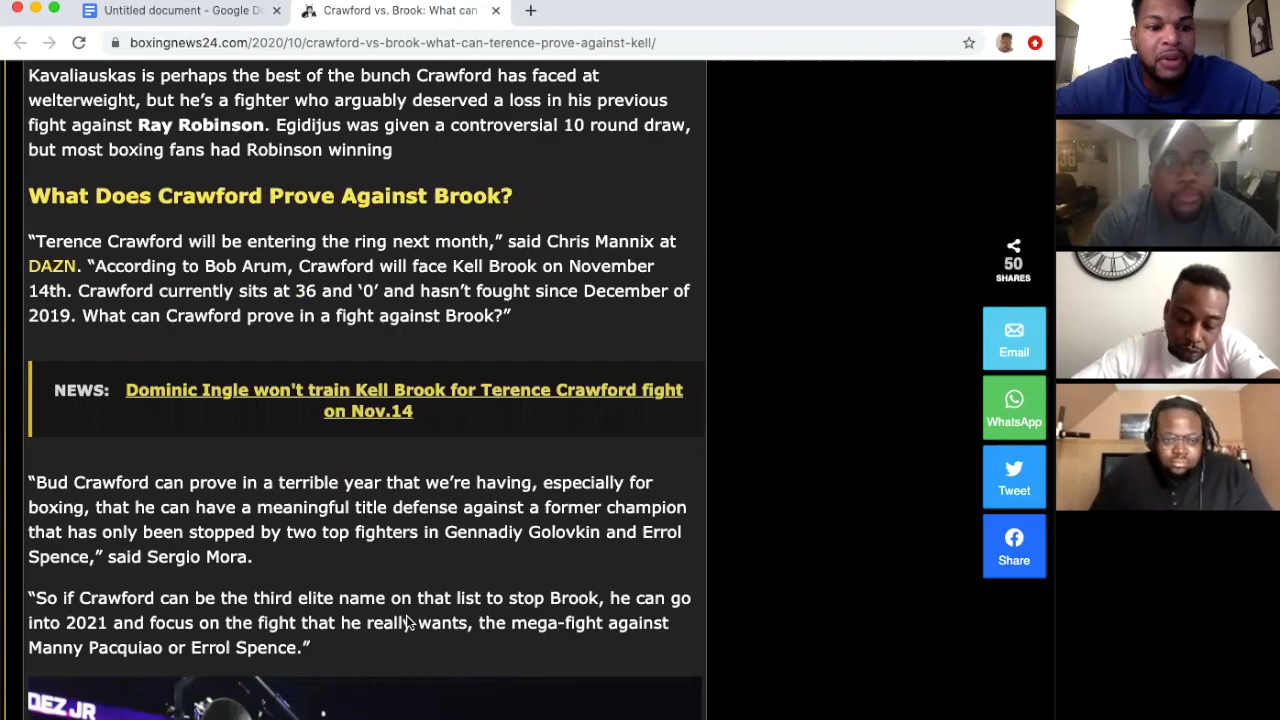 Untitled document - Google Do
Crawford vs. Brook: What can
boxingnews24.com/2020/10/crawford-vs-brook-what-can-terence-prove-against-kell/
Kavaliauskas is perhaps the best of the bunch Crawford has faced at
welterweight, but he's a fighter who arguably deserved a loss in his previous
fight against Ray Robinson. Egidijus was given a controversial 10 round draw,
but most boxing fans had Robinson winning
What Does Crawford Prove Against Brook?
“Terence Crawford will be entering the ring next month,” said Chris Mannix at
DAZN. “According to Bob Arum, Crawford will face Kell Brook on November
14th. Crawford currently sits at 36 and ‘0’ and hasn’t fought since December of
2019. What can Crawford prove in a fight against Brook?”
NEWS: Dominic Ingle won't train Kell Brook for Terence Crawford fight
on Nov.14
“Bud Crawford can prove in a terrible year that we’re having, especially for
boxing, that he can have a meaningful title defense against a former champion
that has only been stopped by two top fighters in Gennadiy Golovkin and Errol
Spence,” said Sergio Mora.
“So if Crawford can be the third elite name on that list to stop Brook, he can go
into 2021 and focus on the fight that he really wants, the mega-fight against
Manny Pacquiao or Errol Spence.”
DEZ JR
50
SHARES
Email
WhatsApp
Tweet
Share